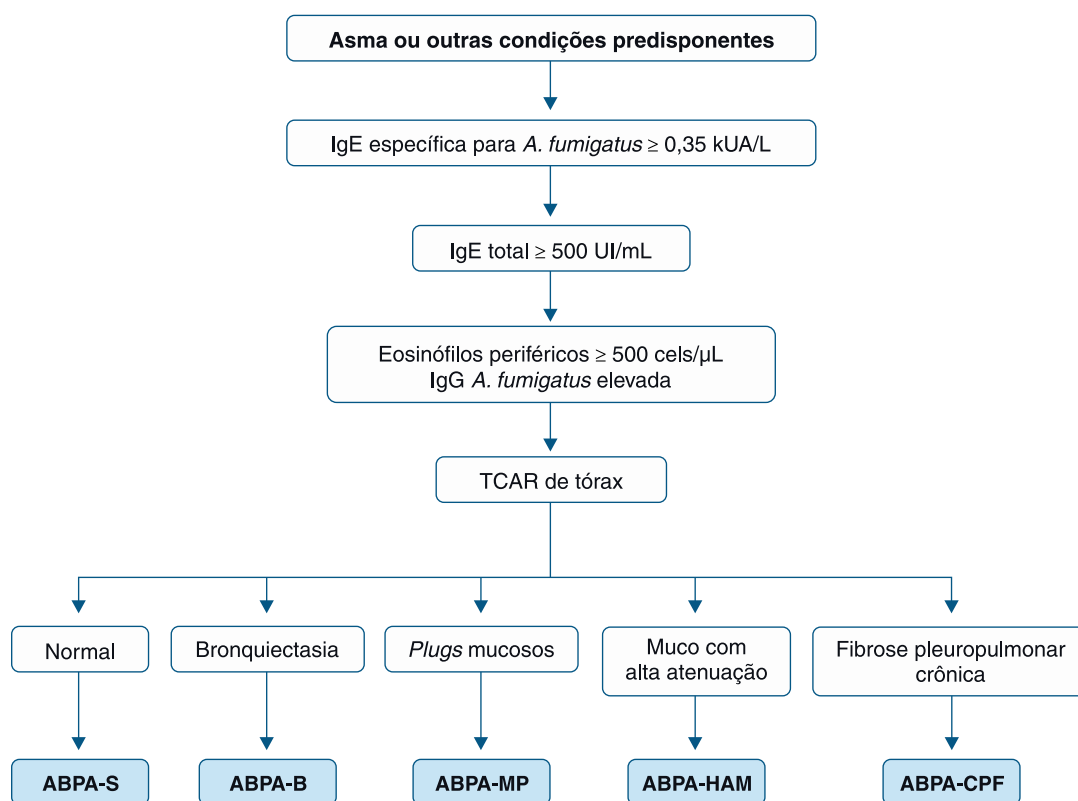 Asma ou outras condições predisponentes
IgE específica para A. fumigatus ≥ 0,35 kUA/L
IgE total ≥ 500 UI/mL
Eosinófilos periféricos ≥ 500 cels/µL
IgG A. fumigatus elevada
TCAR de tórax
Normal
Bronquiectasia
Plugs mucosos
Muco com
alta atenuação
Fibrose pleuropulmonar
crônica
ABPA-S
ABPA-B
ABPA-MP
ABPA-HAM
ABPA-CPF